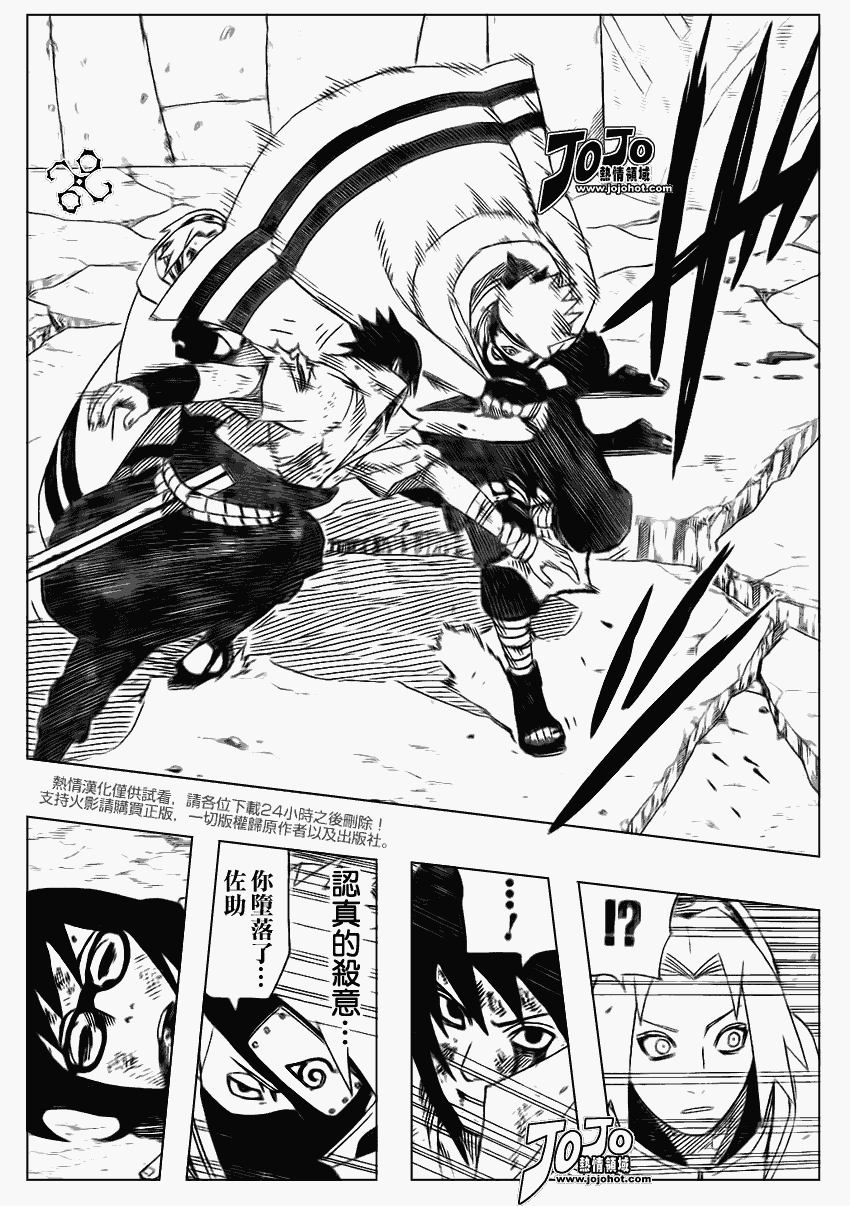 JOJO
熱情領域
www.jojohot.com
熱情漢化僅供試看，請各位下載24小時之後刪除！
支持火影請購買正版，一切版權歸原作者以及出版社。
!?
…！
認真的殺意…
你墮落了…
佐助
JOJO
熱情領域
www.jojohot.com